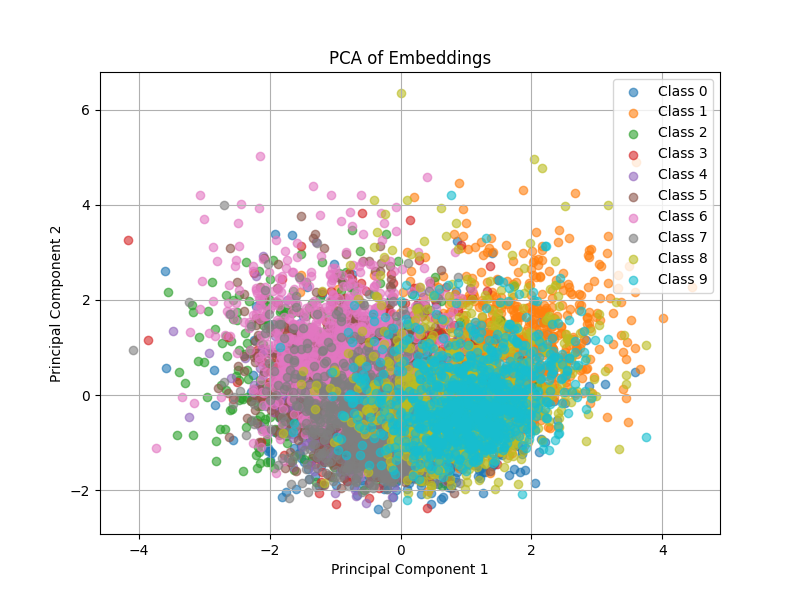 PCA of Embeddings
Class 0
Class 1
Class 2
Class 3
Class 4
Class 5
Class 6
Class 7
Class 8
Class 9
Principal Component 2
6
4
2
0
−2
−4
−2
0
2
4
Principal Component 1